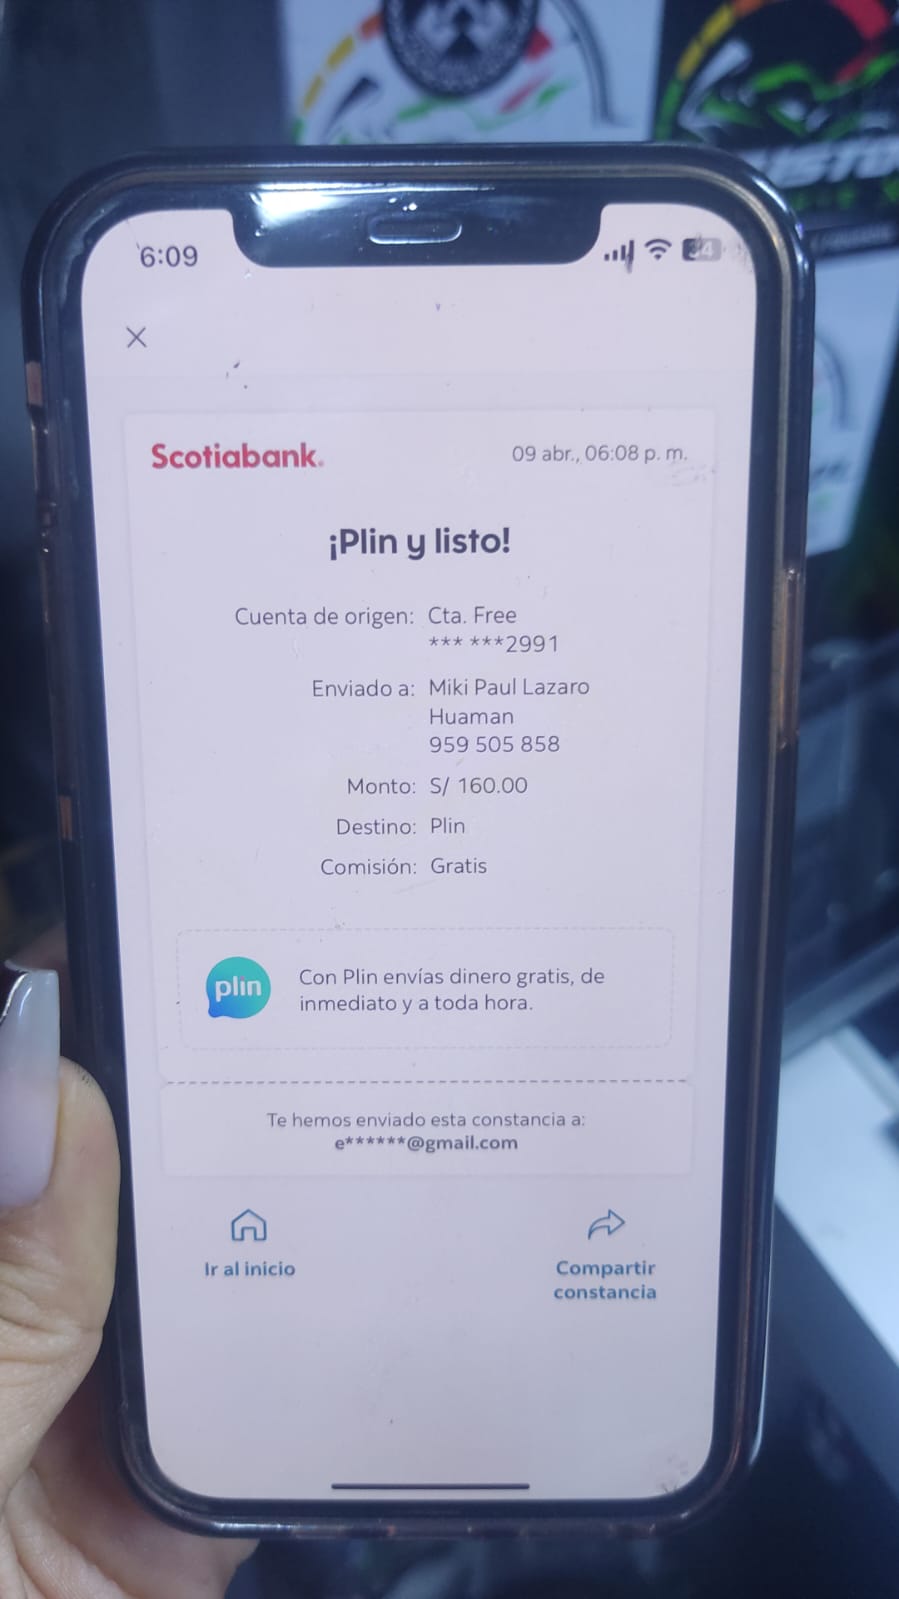 6:09
34
Scotiabank.
09 abr., 06:08 p. m.
¡Plin y listo!
Cuenta de origen: Cta. Free
*** ***2991
Enviado a: Miki Paul Lazaro
Huaman
959 505 858
Monto: S/ 160.00
Destino: Plin
Comisión: Gratis
plin
Con Plin envías dinero gratis, de
inmediato y a toda hora.
Te hemos enviado esta constancia a:
e******@gmail.com
Ir al inicio
Compartir
constancia